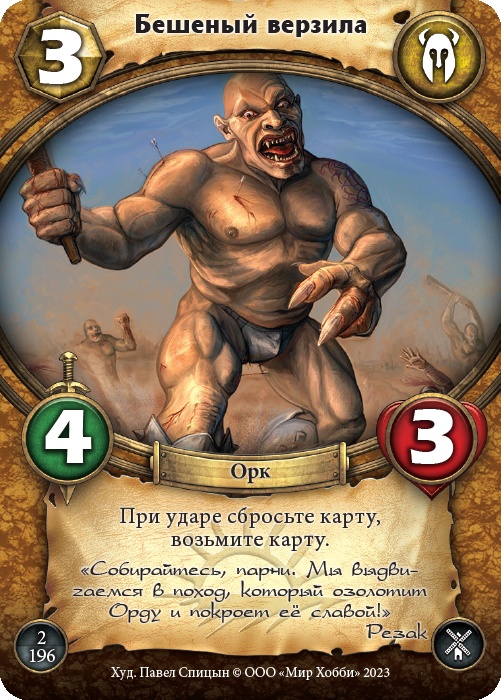 Бешеный верзила
3
4
3
Орк
При ударе сбросьте карту,
возьмите карту.
«Собирайтесь, парни. Мы выдви-
гаемся в поход, который озолотит
Орду и покроет её славой!»
Резак
2
196
Худ. Павел Спицын © ООО «Мир Хобби» 2023